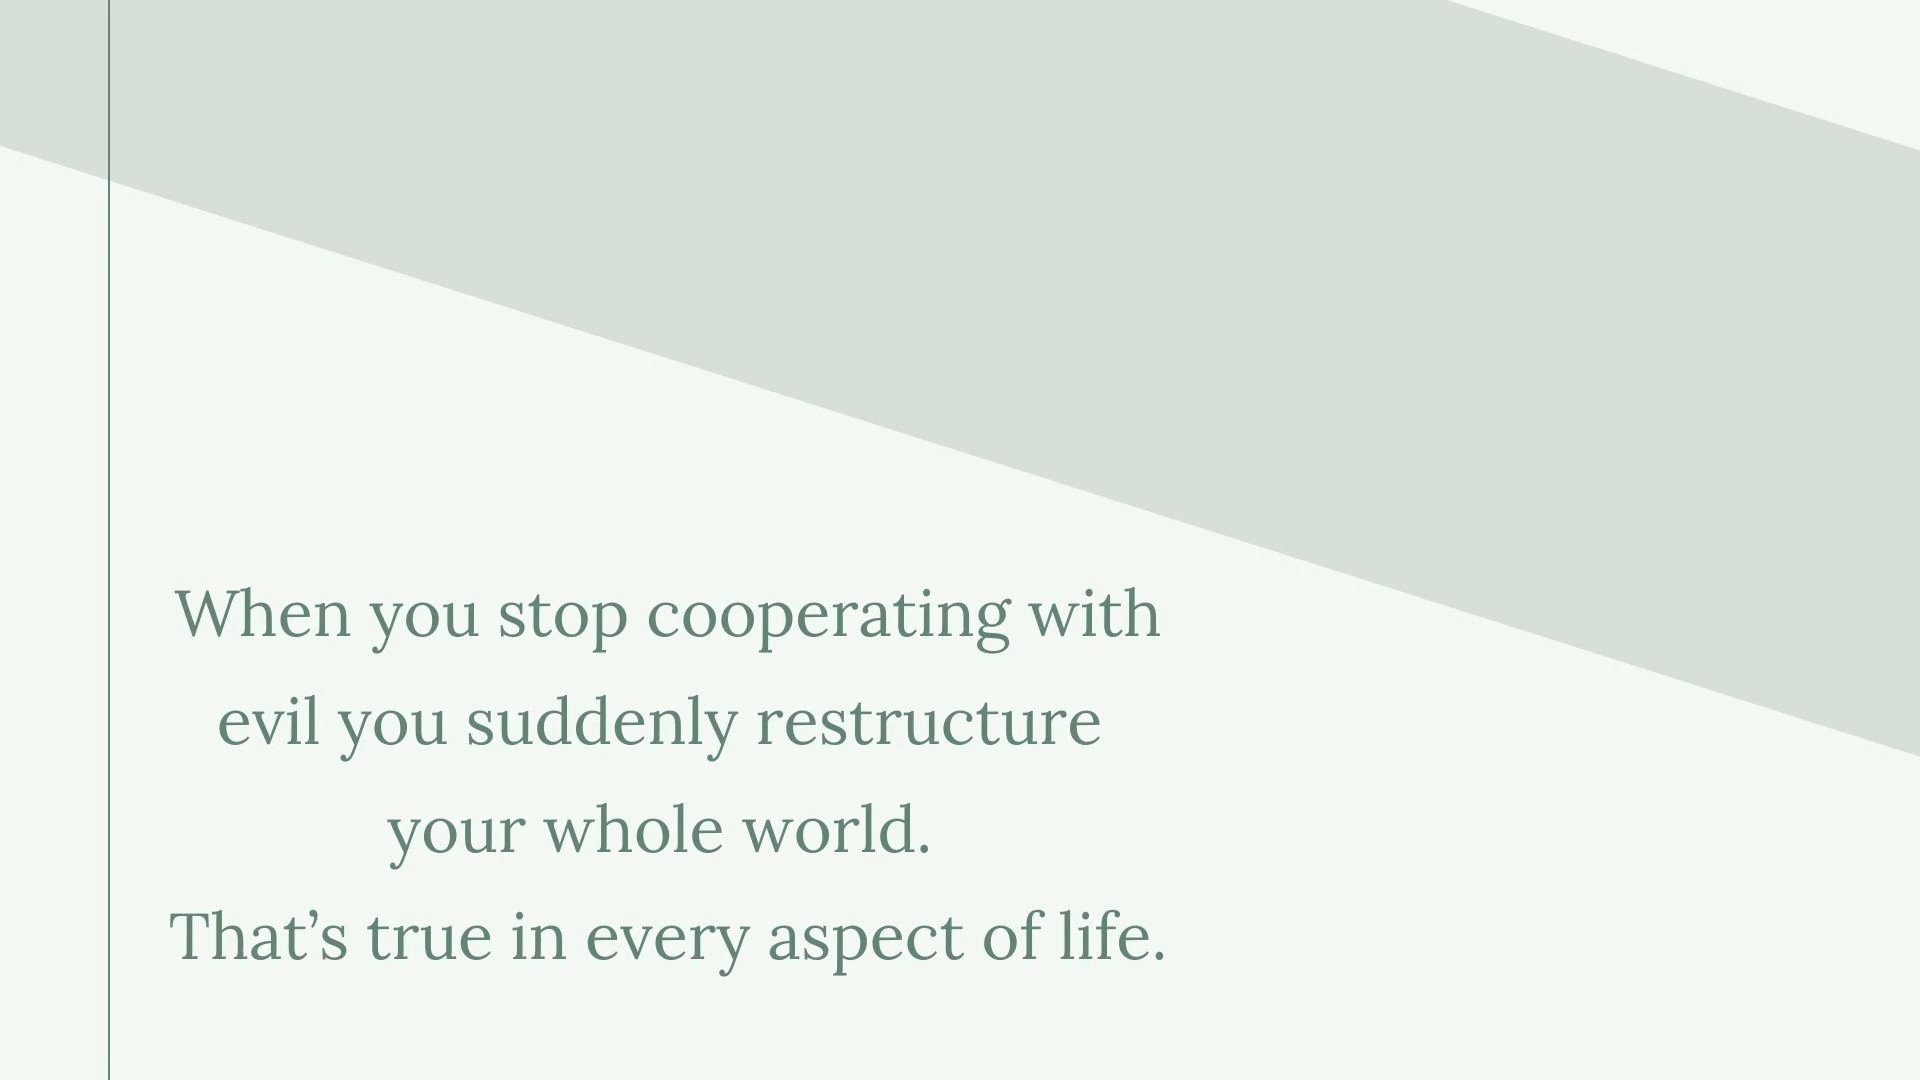 When you stop cooperating with
evil you suddenly restructure
your whole world.
That’s true in every aspect of life.